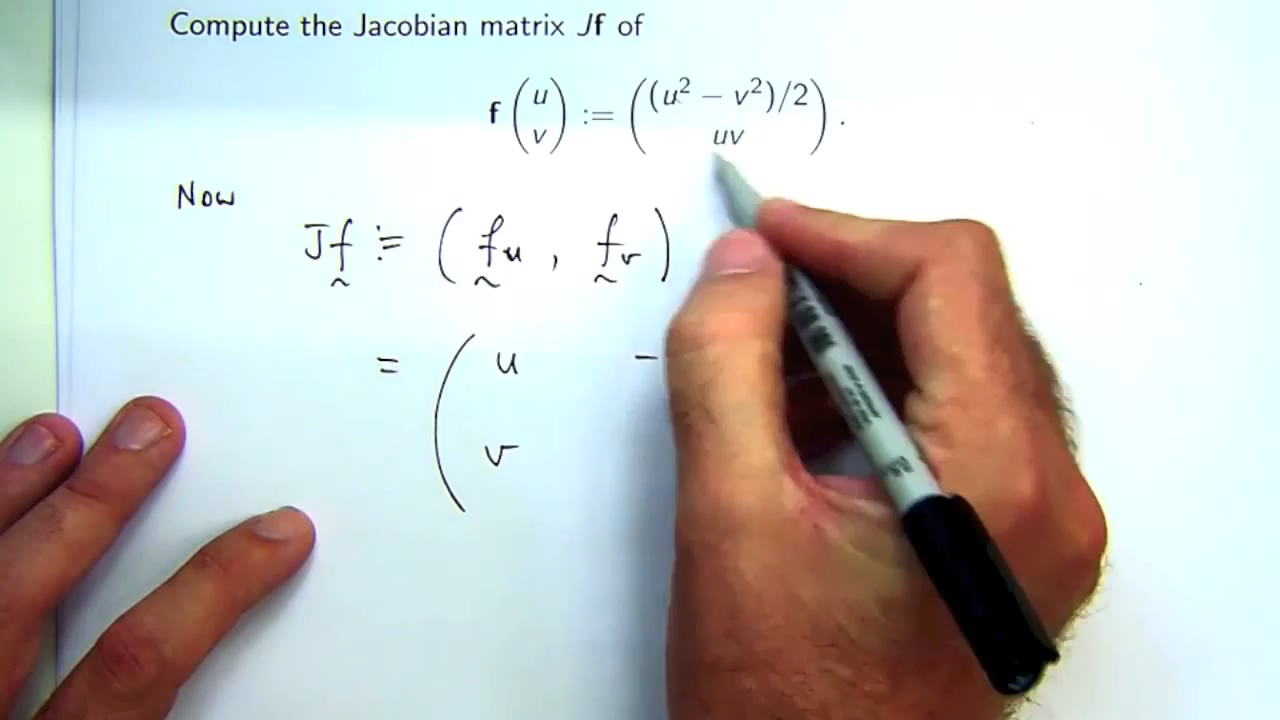 Compute the Jacobian matrix Jf of
f (u v) := ((u² − v²)/2 uv) .
Now
Jf := ( fu , fv )
= ( u −
v